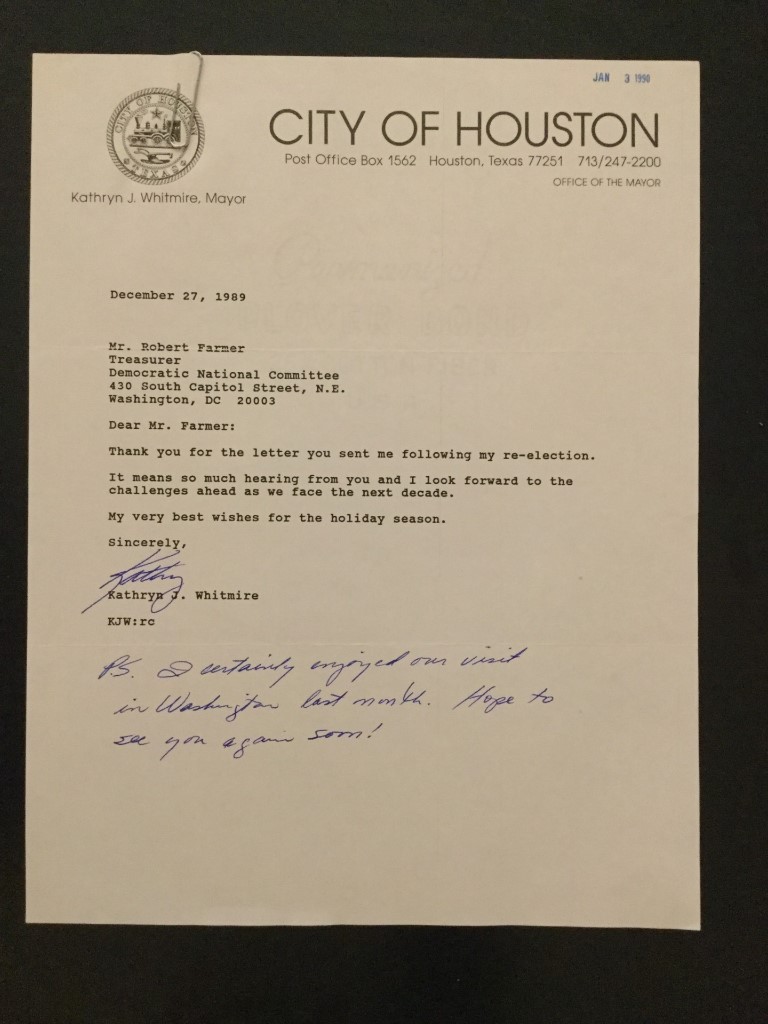 JAN 3 1990
CITY OF HOUSTON
TEXAS
CITY OF HOUSTON
Post Office Box 1562 Houston, Texas 77251 713/247-2200
OFFICE OF THE MAYOR
Kathryn J. Whitmire, Mayor
December 27, 1989
Mr. Robert Farmer
Treasurer
Democratic National Committee
430 South Capitol Street, N.E.
Washington, DC 20003
Dear Mr. Farmer:
Thank you for the letter you sent me following my re-election.
It means so much hearing from you and I look forward to the
challenges ahead as we face the next decade.
My very best wishes for the holiday season.
Sincerely,
Kathy
Kathryn J. Whitmire
KJW:rc
P.S. I certainly enjoyed our visit
in Washington last month. Hope to
see you again soon!